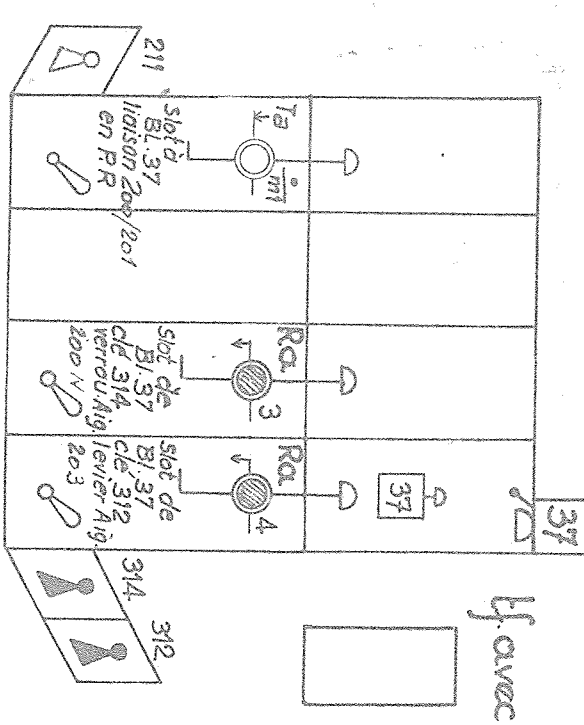 37
Tf. avec
37
Ta
m1
Ra
3
Ra
4
Slot à
BL.37
liaison 200/201
en P.R
Slot de
Bl.37
clé 314
verrou Aig.
200 N
Slot de
Bl.37
clé 312
levier Aig.
203
211
314
312